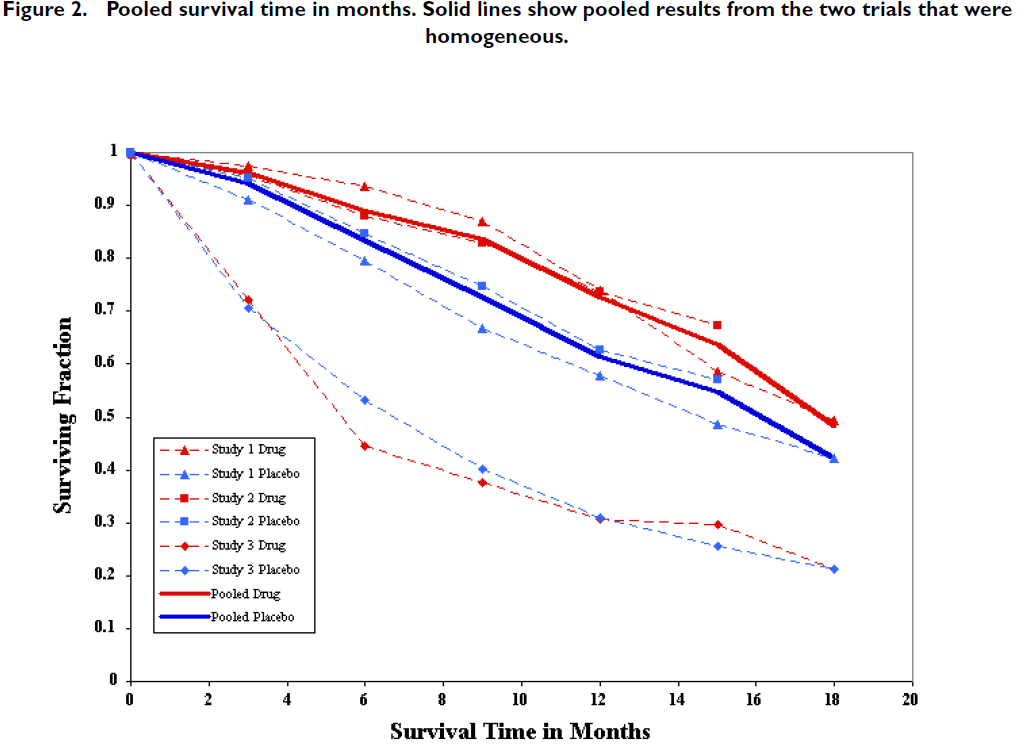 Figure 2. Pooled survival time in months. Solid lines show pooled results from the two trials that were
homogeneous.
1
0.9
0.8
0.7
0.6
0.5
0.4
0.3
0.2
0.1
0
Surviving Fraction
Study 1 Drug
Study 1 Placebo
Study 2 Drug
Study 2 Placebo
Study 3 Drug
Study 3 Placebo
Pooled Drug
Pooled Placebo
0 2 4 6 8 10 12 14 16 18 20
Survival Time in Months